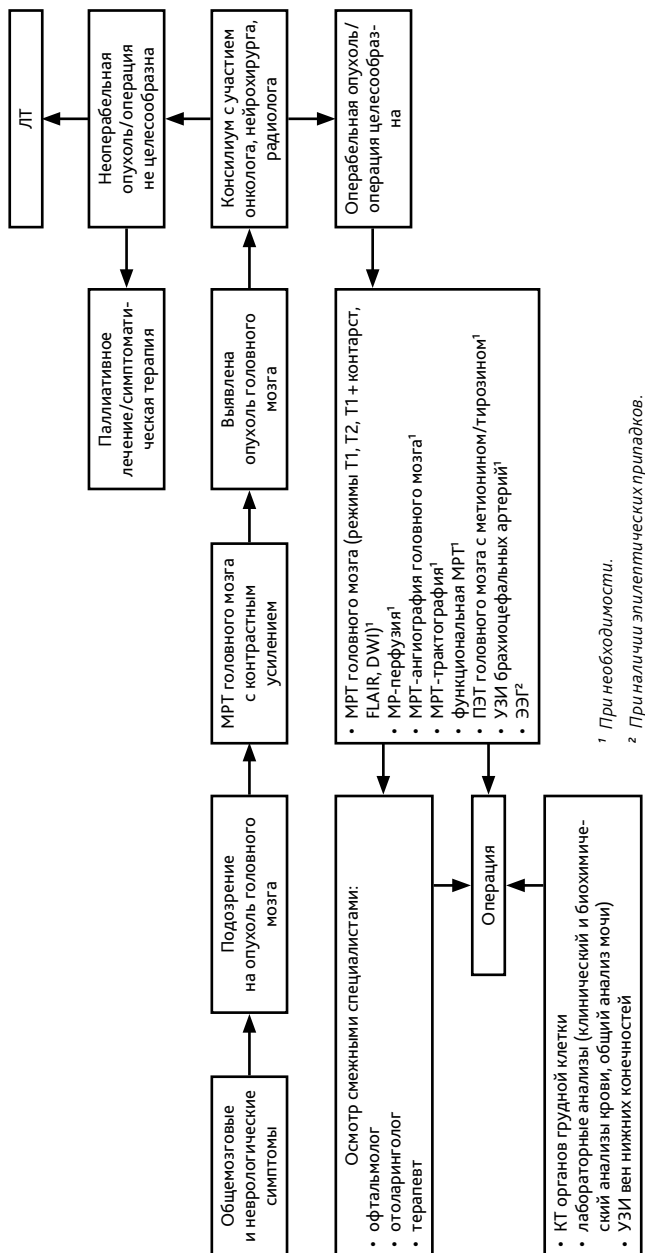 Общемозговые
и неврологические
симптомы
Подозрение
на опухоль головного
мозга
МРТ головного мозга
с контрастным
усилением
Выявлена
опухоль головного
мозга
Консилиум с участием
онколога, нейрохирурга,
радиолога
Неоперабельная
опухоль/операция
не целесообразна
ЛТ
Паллиативное
лечение/симптомати-
ческая терапия
Операбельная опухоль/
операция целесообраз-
на
• МРТ головного мозга (режимы Т1, Т2, Т1 + контарст,
FLAIR, DWI)¹
• МР-перфузия¹
• МРТ-ангиография головного мозга¹
• МРТ-трактография¹
• функциональная МРТ¹
• ПЭТ головного мозга с метионином/тирозином¹
• УЗИ брахиоцефальных артерий¹
• ЭЭГ²
Осмотр смежными специалистами:
• офтальмолог
• отоларинголог
• терапевт
Операция
• КТ органов грудной клетки
• лабораторные анализы (клинический и биохимиче-
ский анализы крови, общий анализ мочи)
• УЗИ вен нижних конечностей
¹ При необходимости.
² При наличии эпилептических припадков.